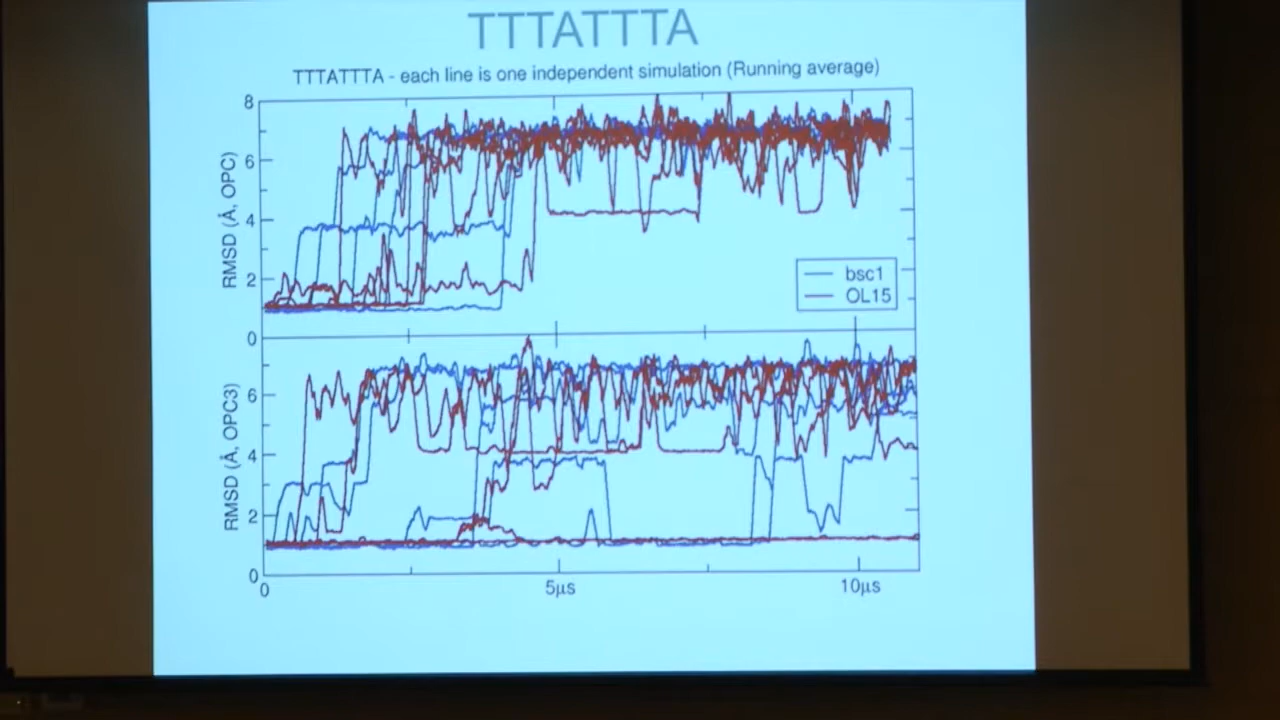 TTTATTTA
TTTATTTA - each line is one independent simulation (Running average)
8
6
4
2
0
RMSD (Å, OPC)
bsc1
OL15
6
4
2
0
RMSD (Å, OPC3)
0
5μs
10μs